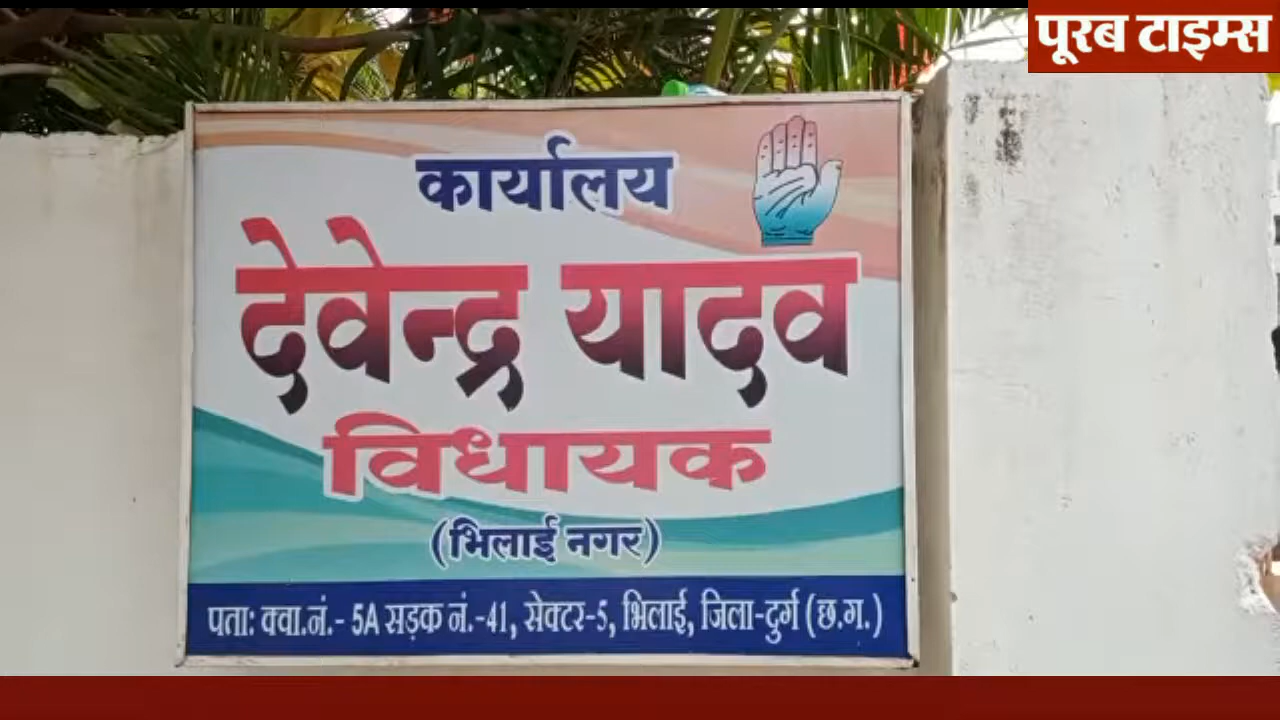 पूरब टाइम्स
कार्यालय
देवेन्द्र यादव
विधायक
(भिलाई नगर)
पता: क्वा.नं.- 5A सड़क नं.-41, सेक्टर-5, भिलाई, जिला-दुर्ग (छ.ग.)